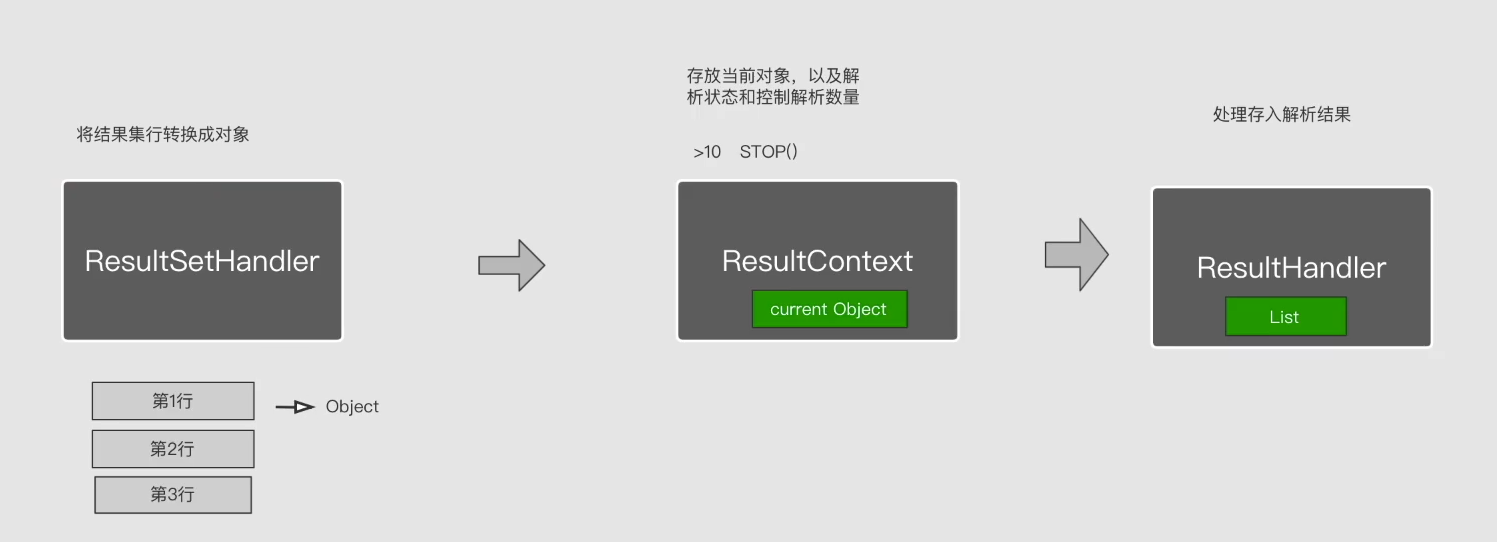 将结果集行转换成对象
ResultSetHandler
第1行
Object
第2行
第3行
存放当前对象，以及解
析状态和控制解析数量
>10 STOP()
ResultContext
current Object
处理存入解析结果
ResultHandler
List